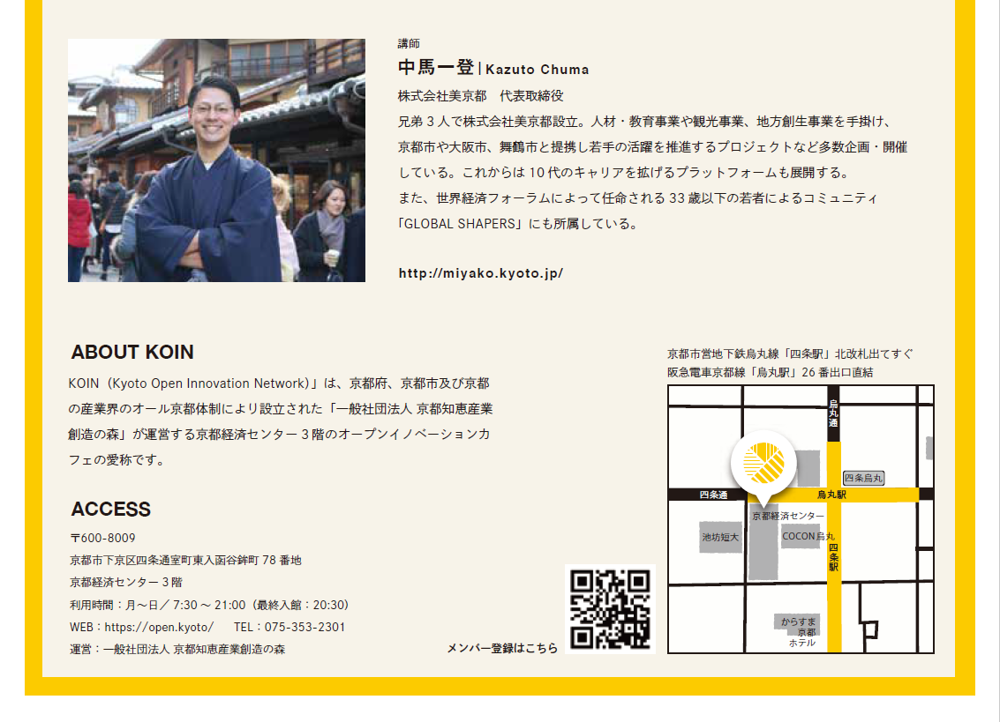 講師
中馬一登 | Kazuto Chuma
株式会社美京都　代表取締役
兄弟 3 人で株式会社美京都設立。人材・教育事業や観光事業、地方創生事業を手掛け、
京都市や大阪市、舞鶴市と提携し若手の活躍を推進するプロジェクトなど多数企画・開催
している。これからは 10 代のキャリアを拡げるプラットフォームも展開する。
また、世界経済フォーラムによって任命される 33 歳以下の若者によるコミュニティ
「GLOBAL SHAPERS」にも所属している。
http://miyako.kyoto.jp/
ABOUT KOIN
KOIN（Kyoto Open Innovation Network）」は、京都府、京都市及び京都
の産業界のオール京都体制により設立された「一般社団法人 京都知恵産業
創造の森」が運営する京都経済センター 3 階のオープンイノベーションカ
フェの愛称です。
ACCESS
〒600-8009
京都市下京区四条通室町東入函谷鉾町 78 番地
京都経済センター 3 階
利用時間：月〜日／ 7:30 〜 21:00（最終入館：20:30）
WEB：https://open.kyoto/　TEL：075-353-2301
運営：一般社団法人 京都知恵産業創造の森
メンバー登録はこちら
京都市営地下鉄烏丸線「四条駅」北改札出てすぐ
阪急電車京都線「烏丸駅」26 番出口直結
烏丸通
四条烏丸
四条通
烏丸駅
京都経済センター
池坊短大
COCON烏丸
四条駅
からすま
京都
ホテル